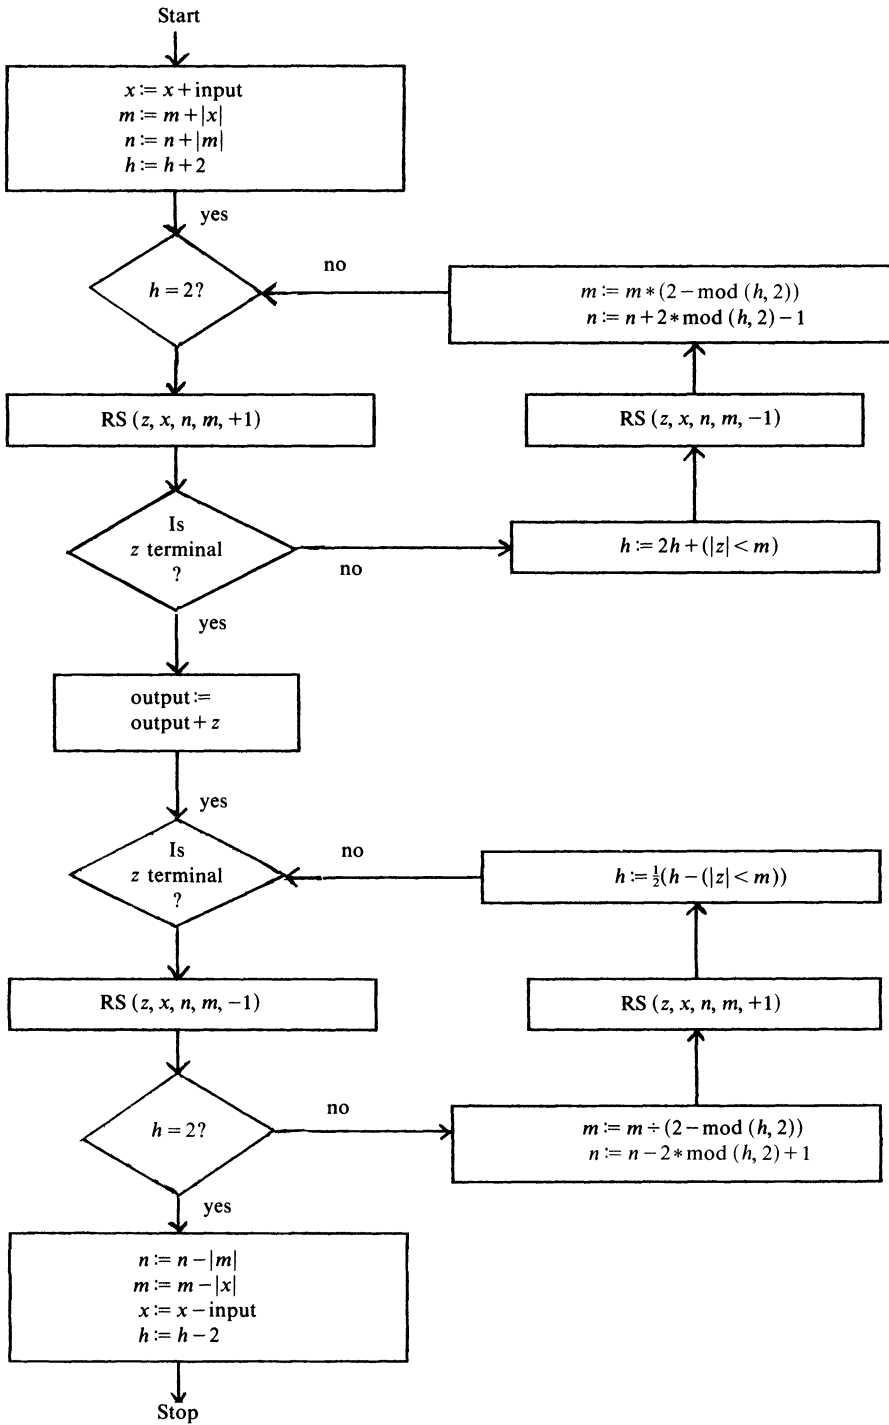 Start
x := x + input
m := m + |x|
n := n + |m|
h := h + 2
yes
h = 2?
no
m := m * (2 − mod (h, 2))
n := n + 2 * mod (h, 2) − 1
RS (z, x, n, m, +1)
RS (z, x, n, m, −1)
Is
z terminal
?
no
h := 2h + (|z| < m)
yes
output :=
output + z
yes
Is
z terminal
?
no
h := ½(h − (|z| < m))
RS (z, x, n, m, −1)
RS (z, x, n, m, +1)
h = 2?
no
m := m ÷ (2 − mod (h, 2))
n := n − 2 * mod (h, 2) + 1
yes
n := n − |m|
m := m − |x|
x := x − input
h := h − 2
Stop